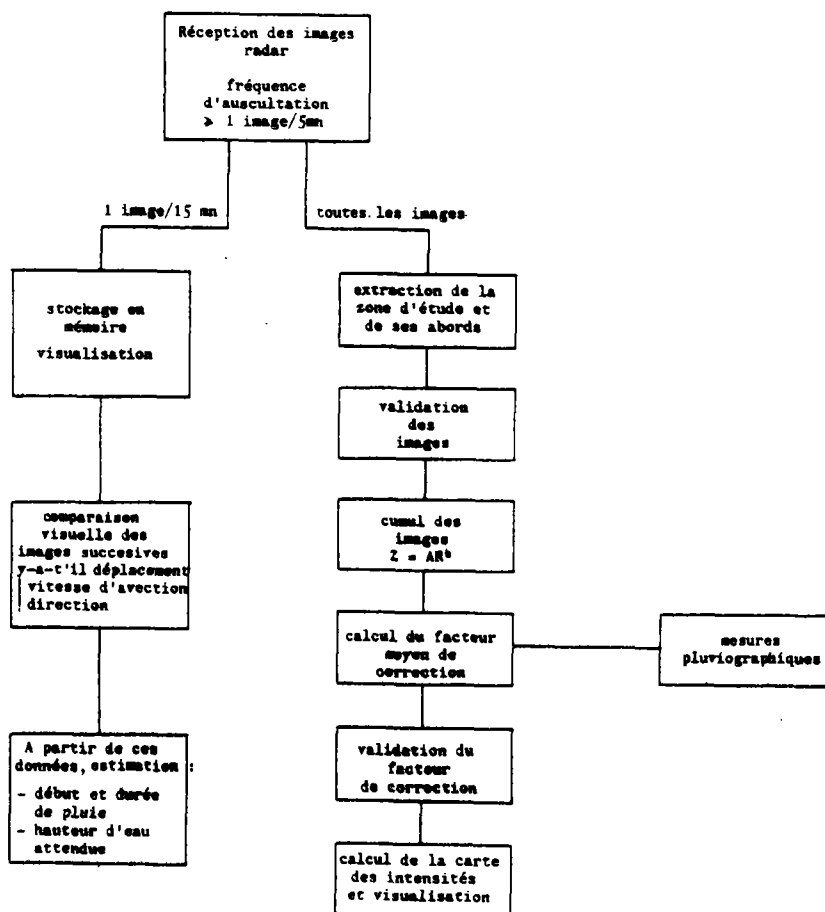 Réception des images
radar
fréquence
d'auscultation
⩾ 1 image/5mn
1 image/15 mn
toutes les images
stockage en
mémoire
visualisation
extraction de la
zone d'étude et
de ses abords
validation
des
images
comparaison
visuelle des
images succesives
y-a-t'il déplacement
vitesse d'avection
direction
cumul des
images
Z = ARᵇ
calcul du facteur
moyen de
correction
mesures
pluviographiques
A partir de ces
données, estimation :
- début et durée
de pluie
- hauteur d'eau
attendue
validation du
facteur
de correction
calcul de la carte
des intensités
et visualisation